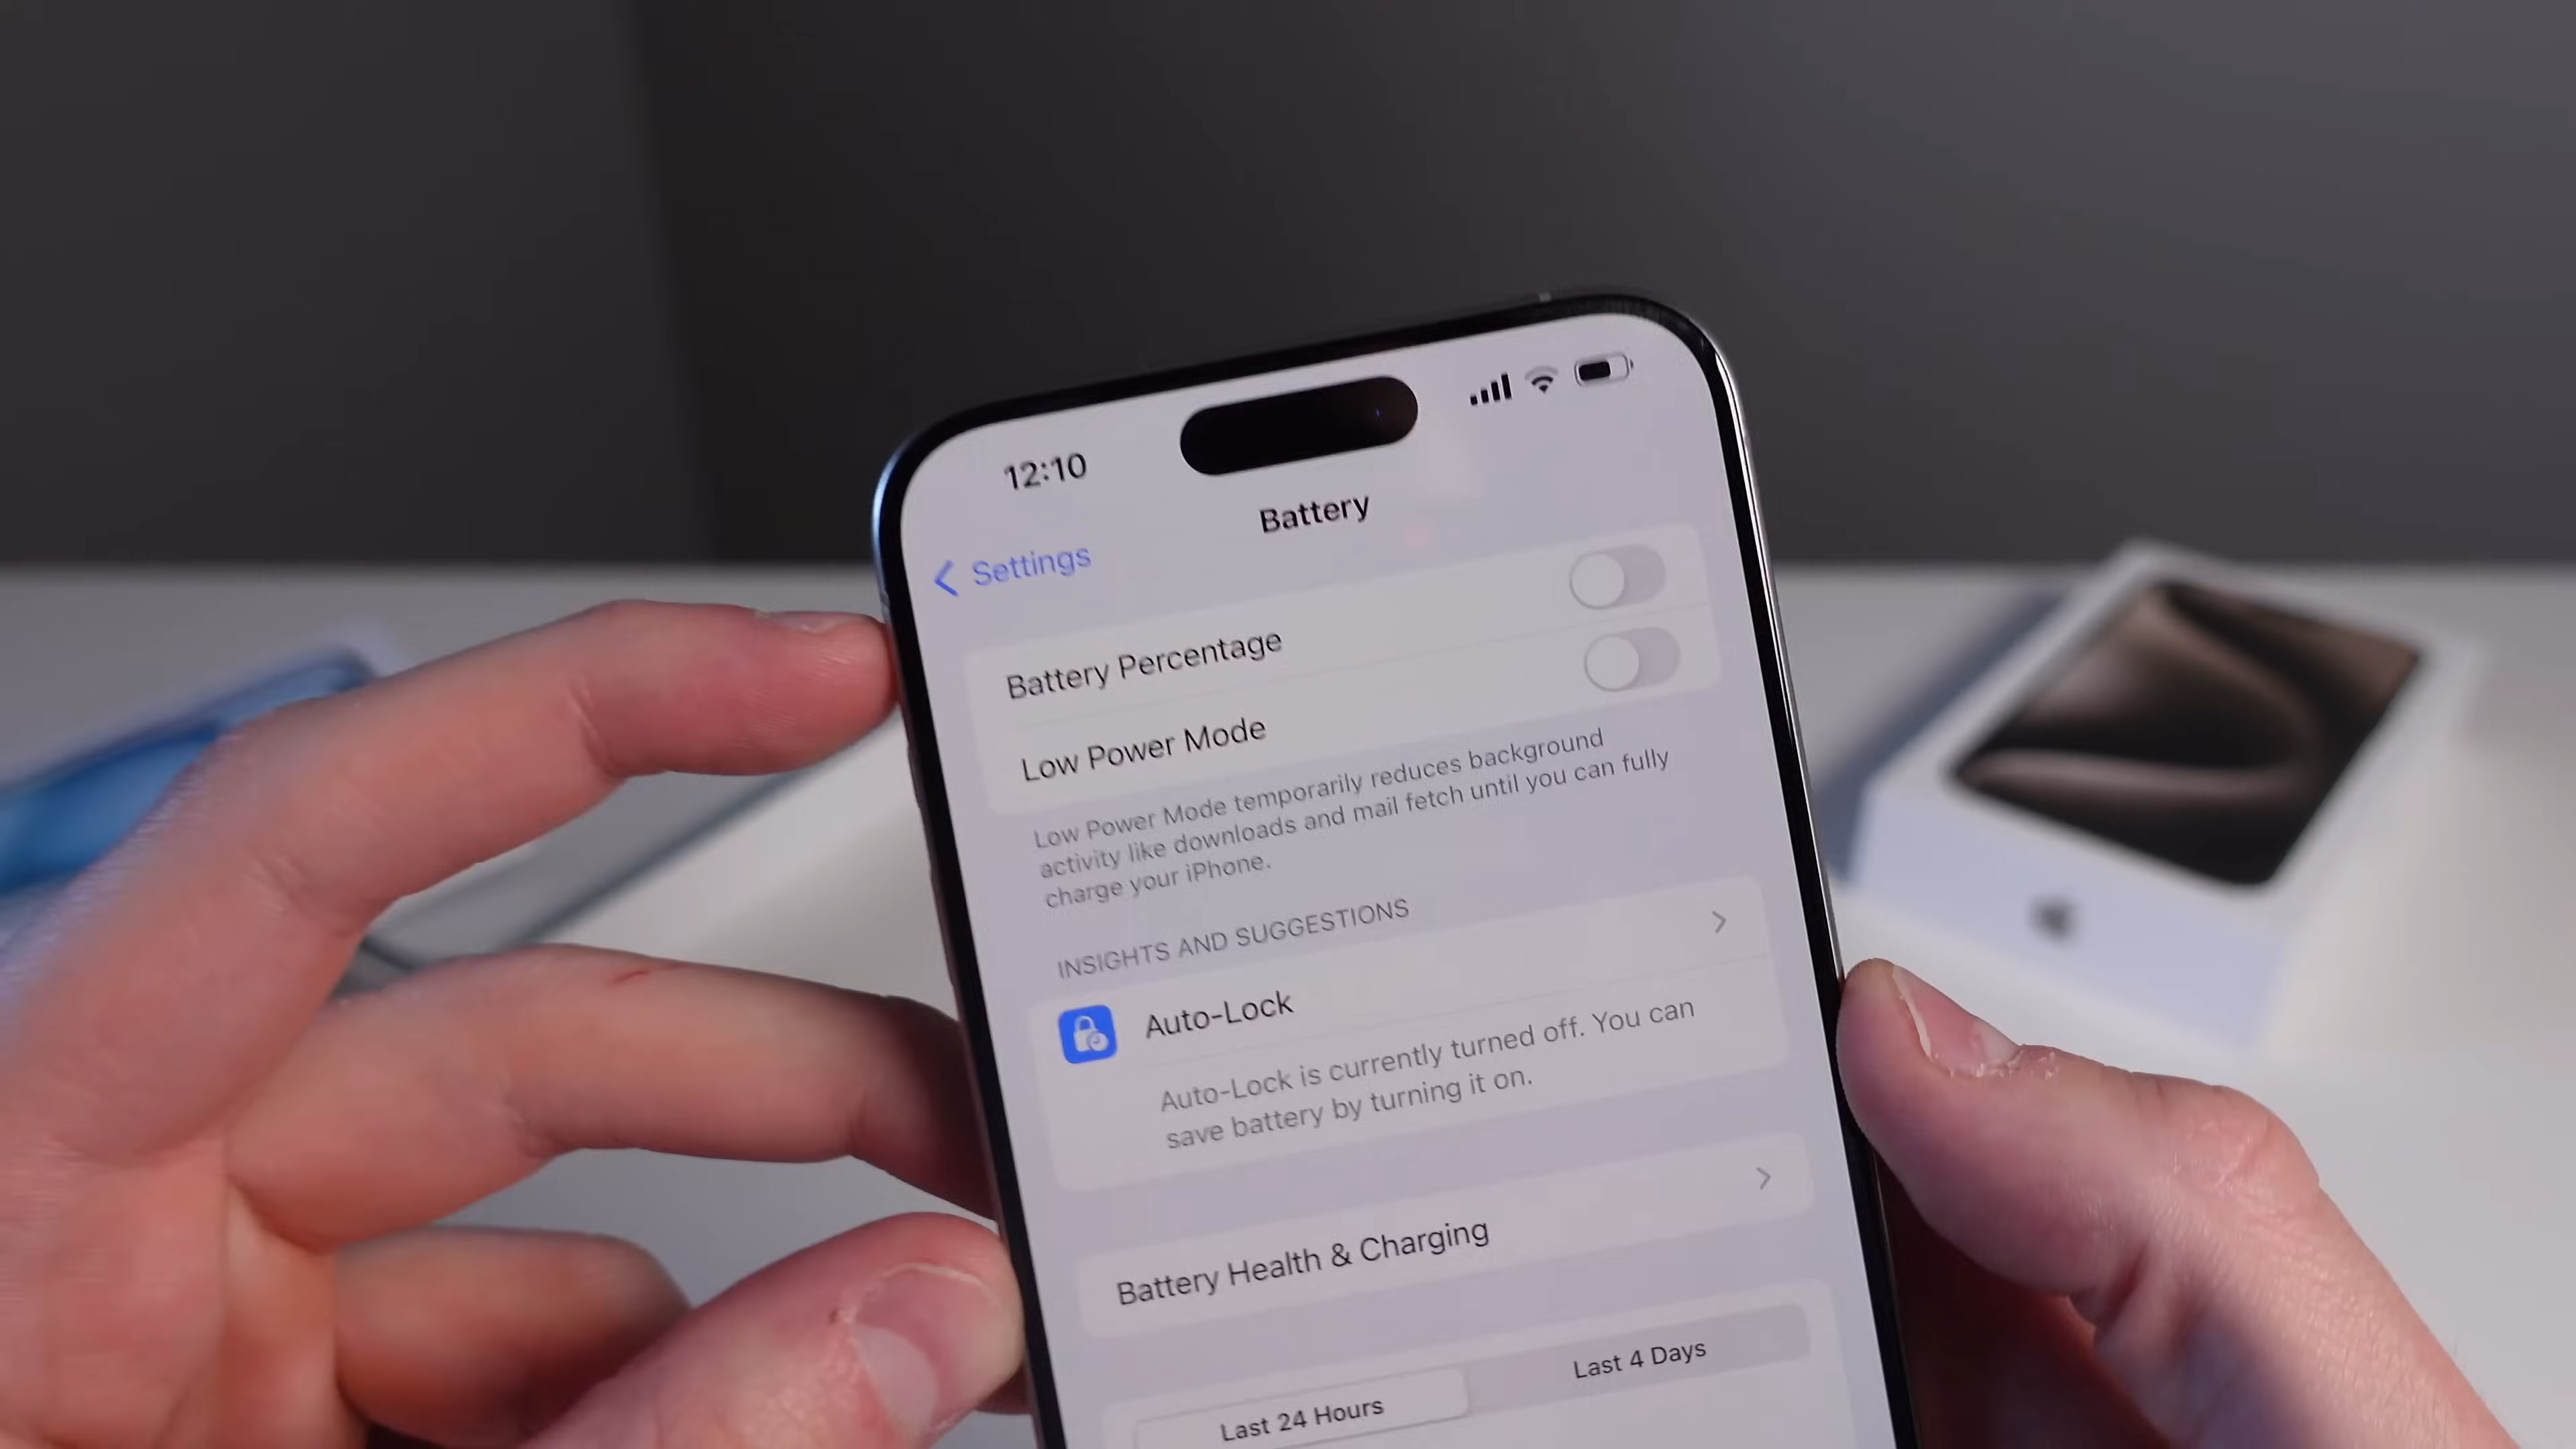 12:10
Battery
Settings
Battery Percentage
Low Power Mode
Low Power Mode temporarily reduces background
activity like downloads and mail fetch until you can fully
charge your iPhone.
INSIGHTS AND SUGGESTIONS
Auto-Lock
Auto-Lock is currently turned off. You can
save battery by turning it on.
Battery Health & Charging
Last 24 Hours
Last 4 Days